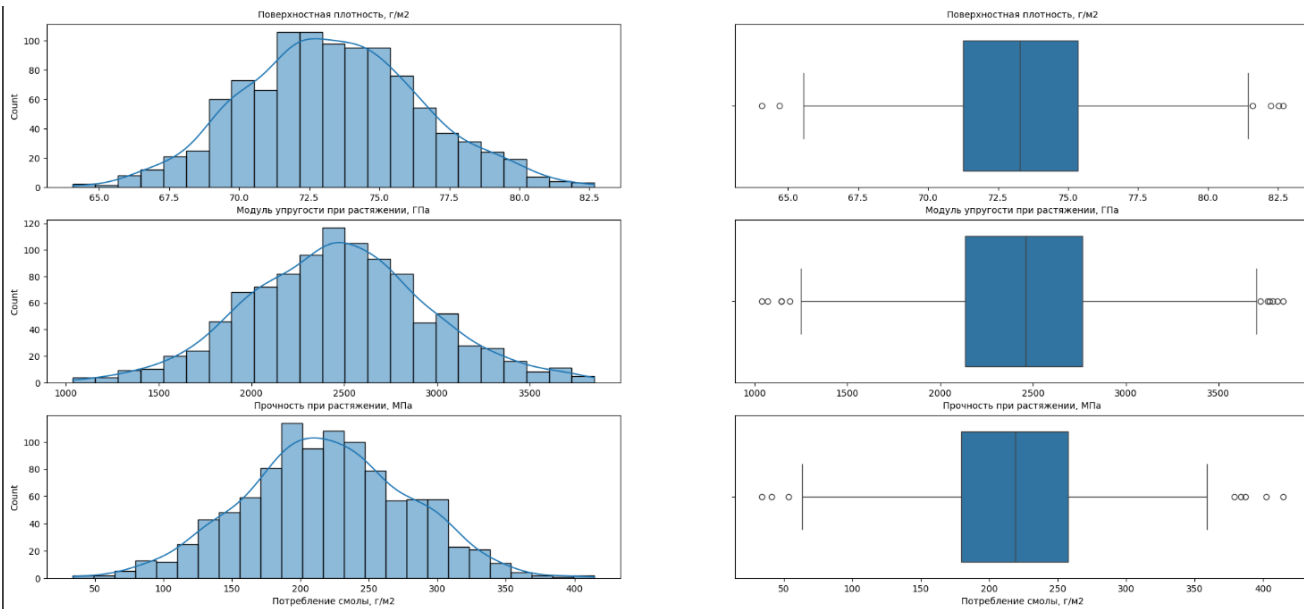 Поверхностная плотность, г/м2
Поверхностная плотность, г/м2
Count
100
80
60
40
20
0
65.0 67.5 70.0 72.5 75.0 77.5 80.0 82.5
65.0 67.5 70.0 72.5 75.0 77.5 80.0 82.5
Модуль упругости при растяжении, ГПа
Модуль упругости при растяжении, ГПа
Count
120
100
80
60
40
20
0
1000 1500 2000 2500 3000 3500
1000 1500 2000 2500 3000 3500
Прочность при растяжении, МПа
Прочность при растяжении, МПа
Count
100
80
60
40
20
0
50 100 150 200 250 300 350 400
50 100 150 200 250 300 350 400
Потребление смолы, г/м2
Потребление смолы, г/м2